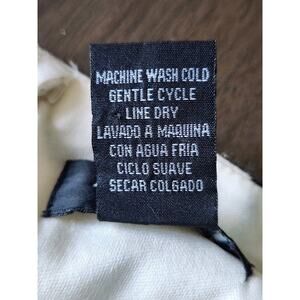 MACHINE WASH COLD
GENTLE CYCLE
LINE DRY
LAVADO A MAQUINA
CON AGUA FRIA
CICLO SUAVE
SECAR COLGADO